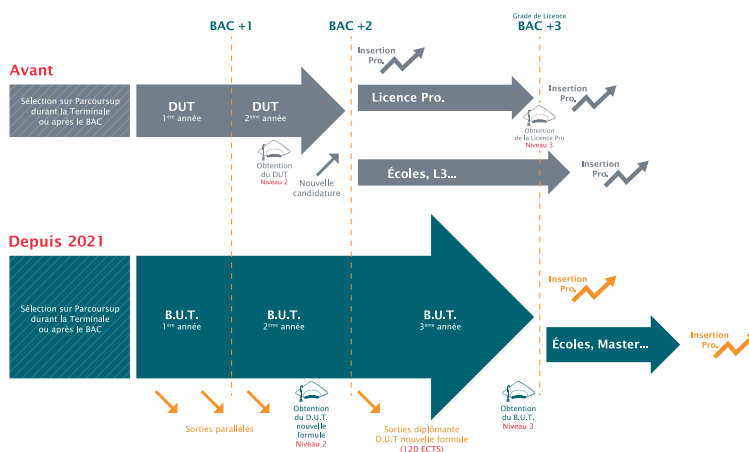 Grade de Licence
BAC +1
BAC +2
BAC +3
Avant
Insertion
Pro.
Sélection sur Parcoursup
durant la Terminale
ou après le BAC
DUT
1ère année
DUT
2ème année
Licence Pro.
Insertion
Pro.
Obtention
de la Licence Pro
Niveau 3
Obtention
du DUT
Niveau 2
Nouvelle
candidature
Écoles, L3...
Insertion
Pro.
Depuis 2021
Sélection sur Parcoursup
durant la Terminale
ou après le BAC
B.U.T.
1ère année
B.U.T.
2ème année
B.U.T.
3ème année
Insertion
Pro.
Écoles, Master...
Insertion
Pro.
Sorties parallèles
Obtention
du D.U.T.
nouvelle
formule
Niveau 2
Sorties diplômante
D.U.T nouvelle formule
(120 ECTS)
Obtention
du B.U.T.
Niveau 3